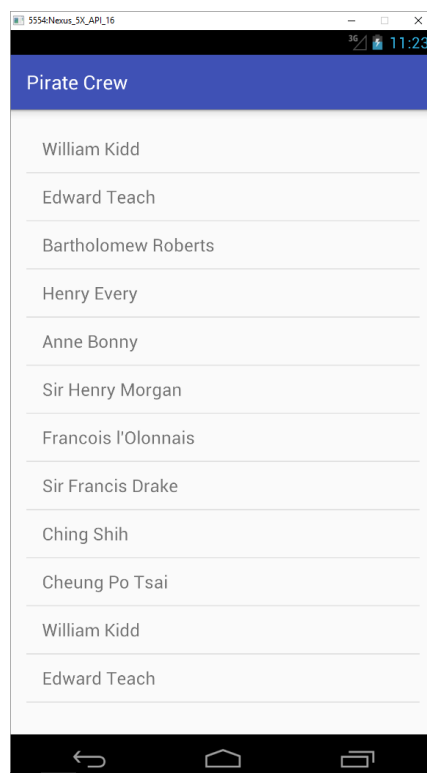 5554:Nexus_5X_API_16
3G 11:23
Pirate Crew
William Kidd
Edward Teach
Bartholomew Roberts
Henry Every
Anne Bonny
Sir Henry Morgan
Francois l'Olonnais
Sir Francis Drake
Ching Shih
Cheung Po Tsai
William Kidd
Edward Teach